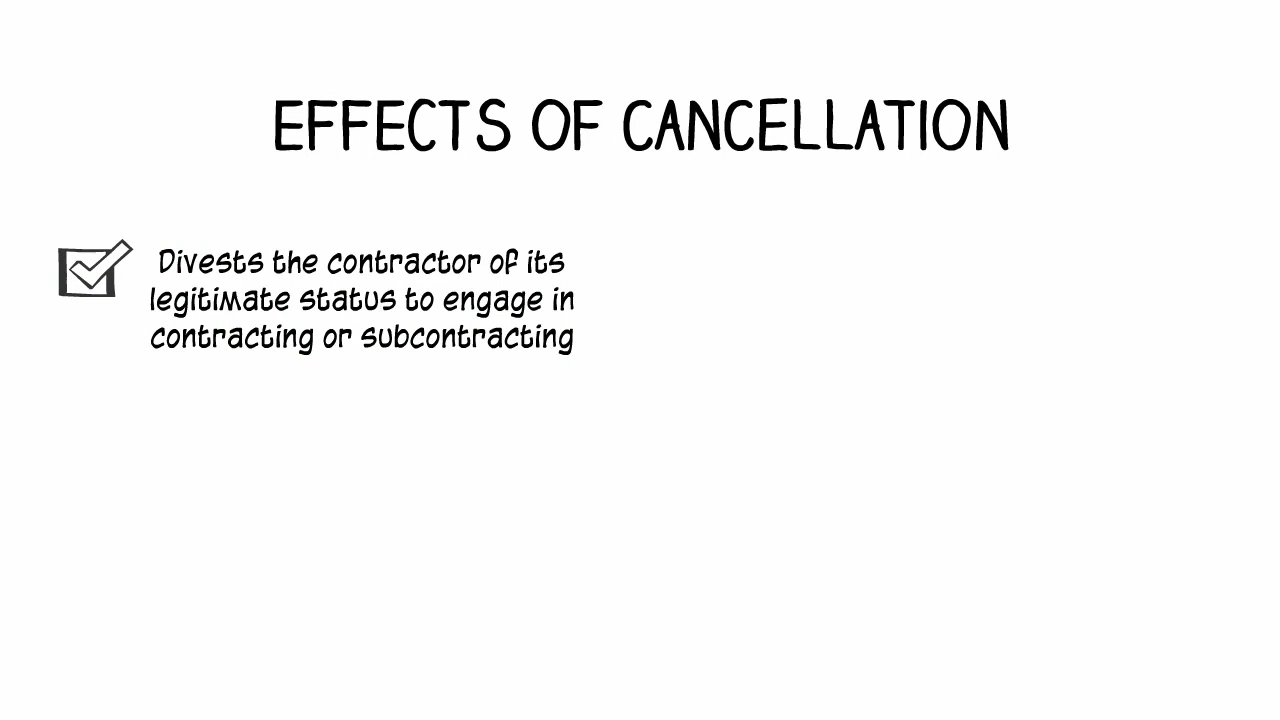 EFFECTS OF CANCELLATION
Divests the contractor of its
legitimate status to engage in
contracting or subcontracting